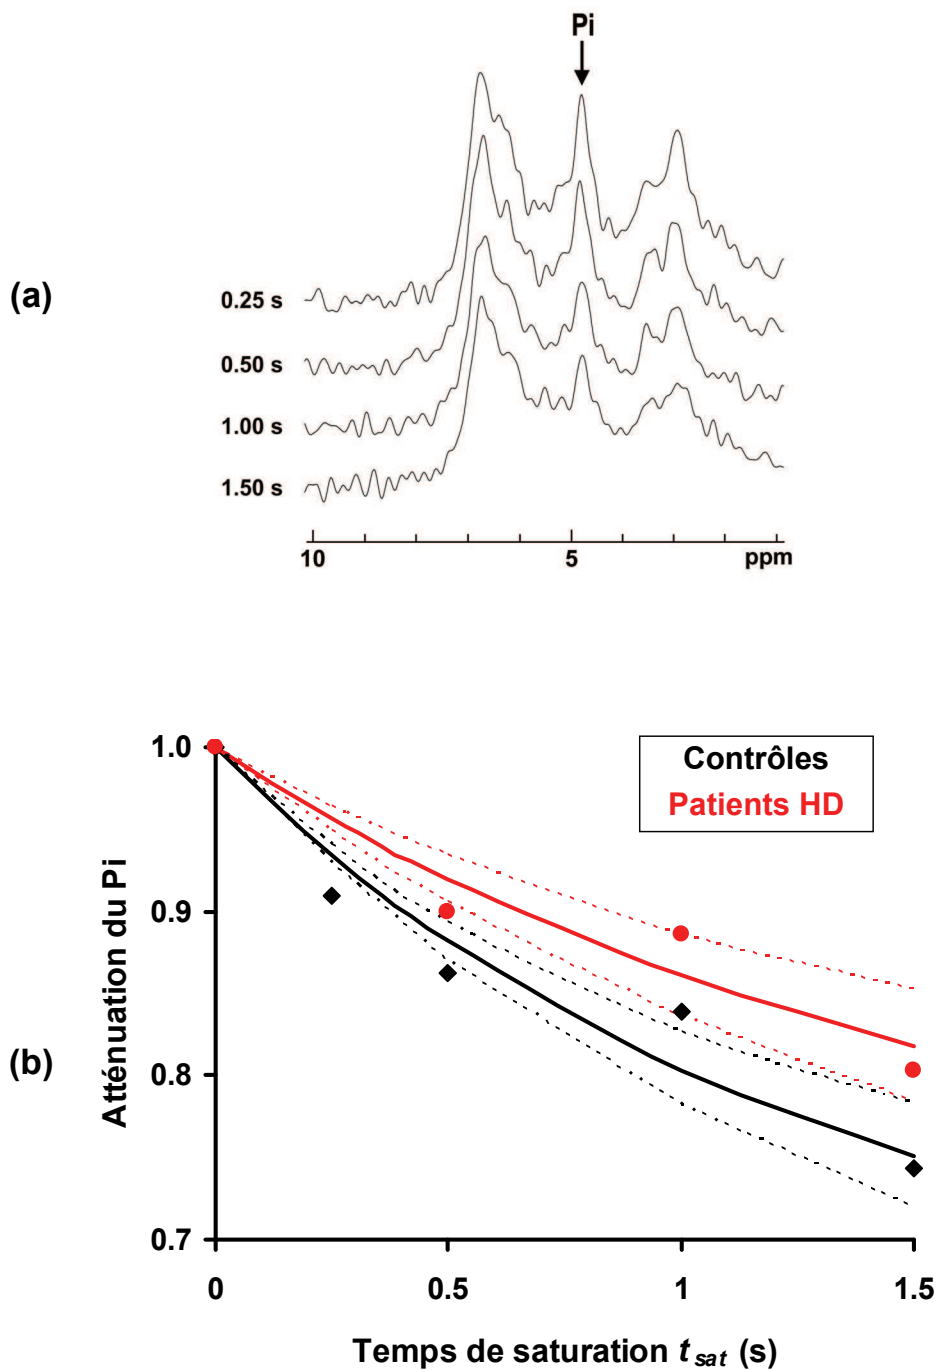 Pi
(a)
0.25 s
0.50 s
1.00 s
1.50 s
10
5
ppm
1.0
Contrôles
Patients HD
0.9
Atténuation du Pi
(b)
0.8
0.7
0
0.5
1
1.5
Temps de saturation t sat (s)